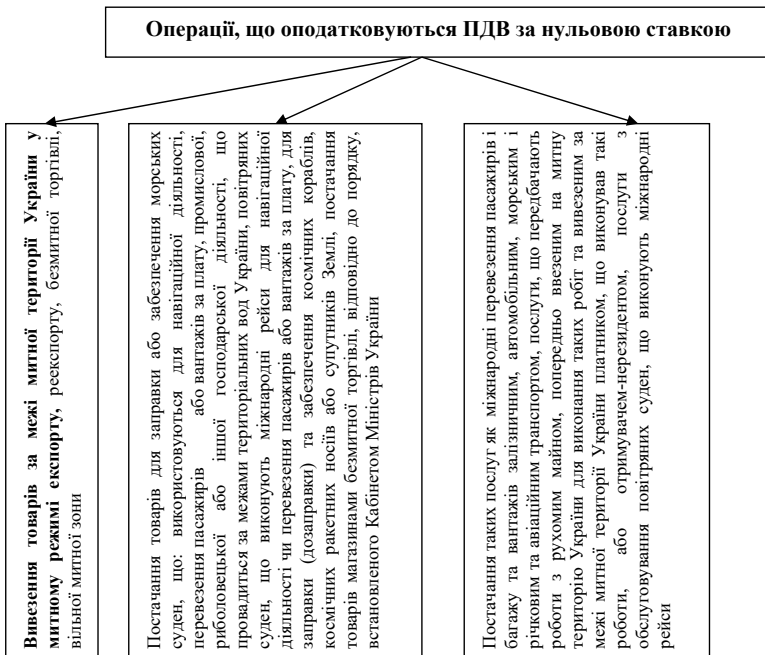 Операції, що оподатковуються ПДВ за нульовою ставкою
Вивезення товарів за межі митної території України у
митному режимі експорту, реекспорту, безмитної торгівлі,
вільної митної зони
Постачання товарів для заправки або забезпечення морських
суден, що: використовуються для навігаційної діяльності,
перевезення пасажирів або вантажів за плату, промислової,
риболовецької або іншої господарської діяльності, що
провадиться за межами територіальних вод України, повітряних
суден, що виконують міжнародні рейси для навігаційної
діяльності чи перевезення пасажирів або вантажів за плату, для
заправки (дозаправки) та забезпечення космічних кораблів,
космічних ракетних носіїв або супутників Землі, постачання
товарів магазинами безмитної торгівлі, відповідно до порядку,
встановленого Кабінетом Міністрів України
Постачання таких послуг як міжнародні перевезення пасажирів і
багажу та вантажів залізничним, автомобільним, морським і
річковим та авіаційним транспортом, послуги, що передбачають
роботи з рухомим майном, попередньо ввезеним на митну
територію України для виконання таких робіт та вивезеним за
межі митної території України платником, що виконував такі
роботи, або отримувачем-нерезидентом, послуги з
обслуговування повітряних суден, що виконують міжнародні
рейси